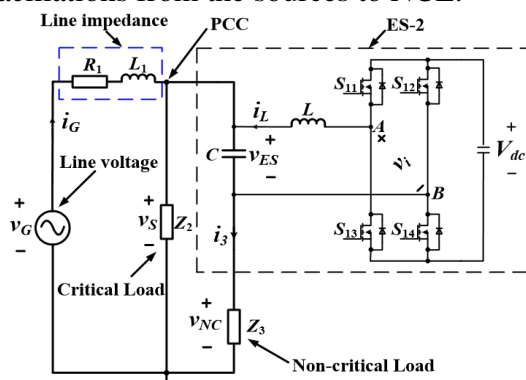 Line impedance
PCC
ES-2
R1
L1
S11
S12
iG
iL
L
A
Line voltage
C
vES
vi
Vdc
B
vG
vS
Z2
i3
S13
S14
Critical Load
vNC
Z3
Non-critical Load